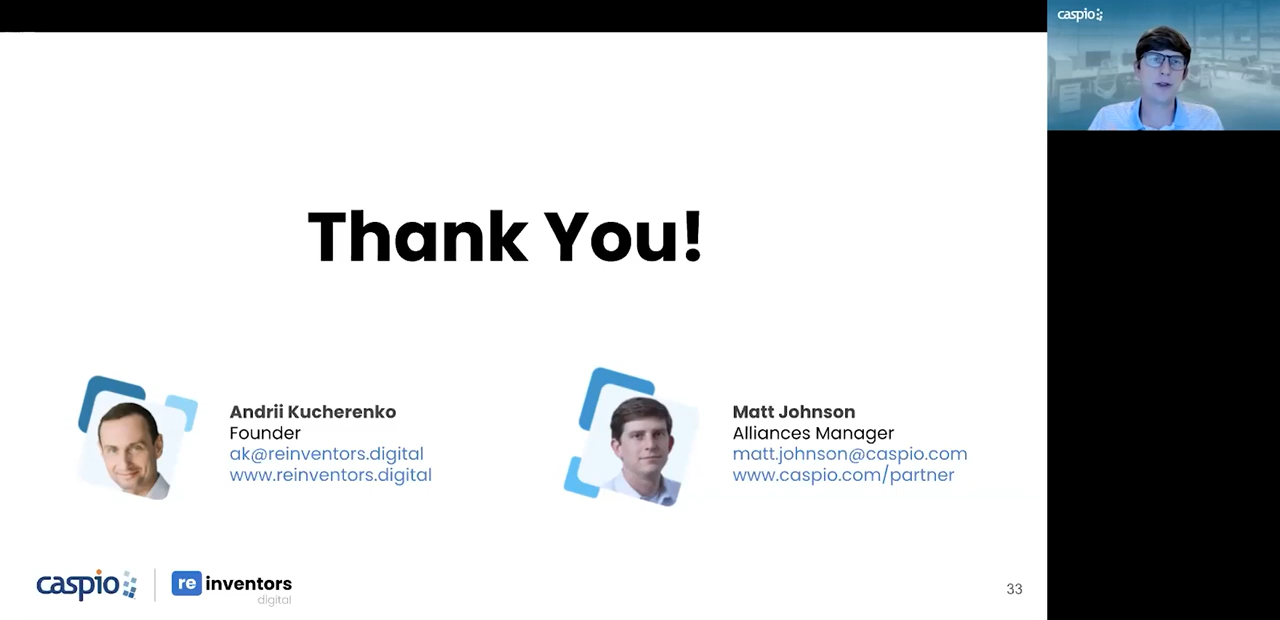 caspio
Thank You!
Andrii Kucherenko
Founder
ak@reinventors.digital
www.reinventors.digital
Matt Johnson
Alliances Manager
matt.johnson@caspio.com
www.caspio.com/partner
caspio
re inventors
digital
33